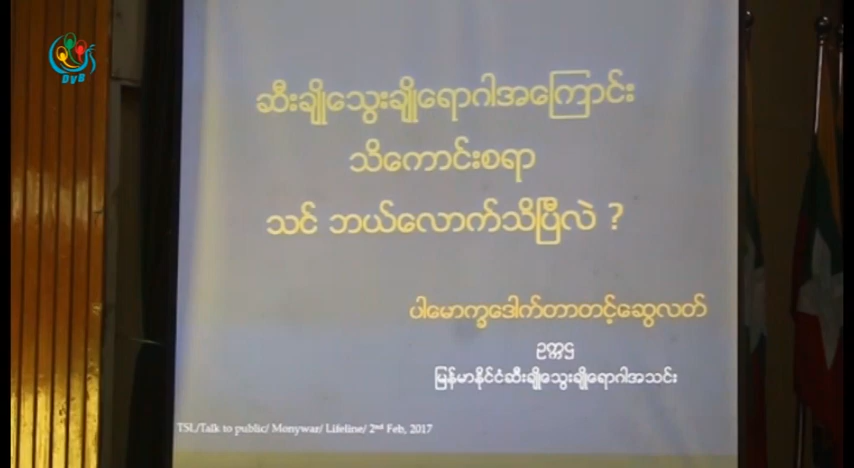 DVB
ဆီးချိုသွေးချိုရောဂါအကြောင်း
သိကောင်းစရာ
သင် ဘယ်လောက်သိပြီလဲ ?
ပါမောက္ခဒေါက်တာတင့်ဆွေလတ်
ဥက္ကဌ
မြန်မာနိုင်ငံဆီးချိုသွေးချိုရောဂါအသင်း
TSL/Talk to public/ Monywar/ Lifeline/ 2nd Feb, 2017